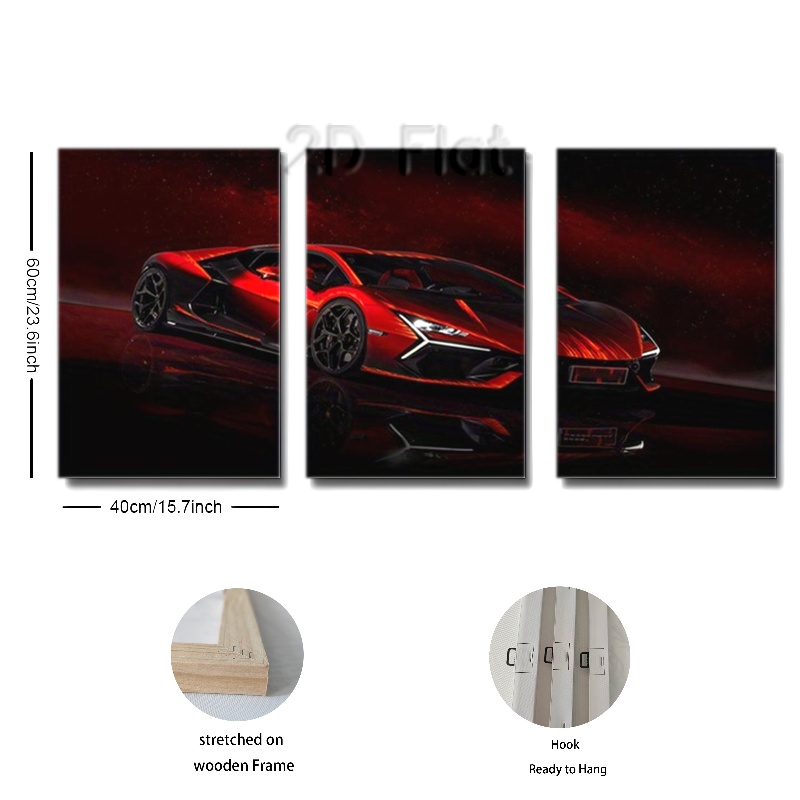 2D Flat
60cm/23.6inch
40cm/15.7inch
stretched on
wooden Frame
Hook
Ready to Hang